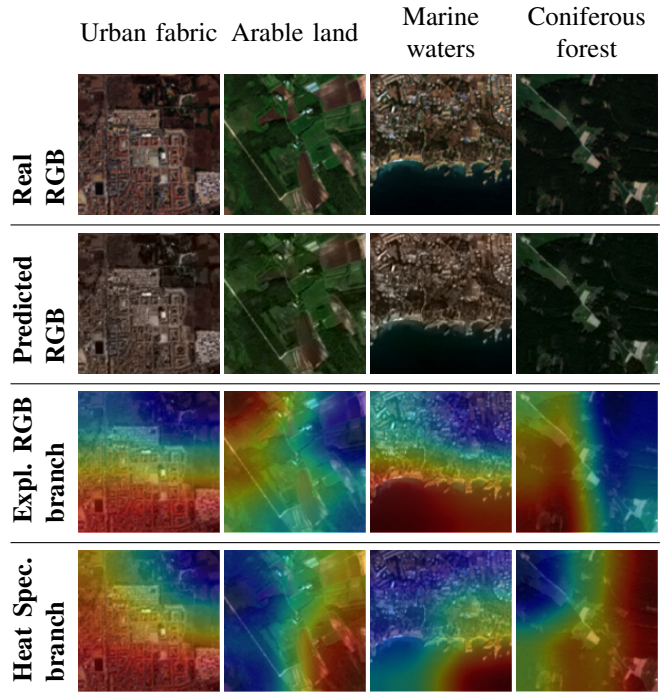 Urban fabric Arable land Marine waters Coniferous forest
Real RGB
Predicted RGB
Expl. RGB branch
Heat Spec. branch